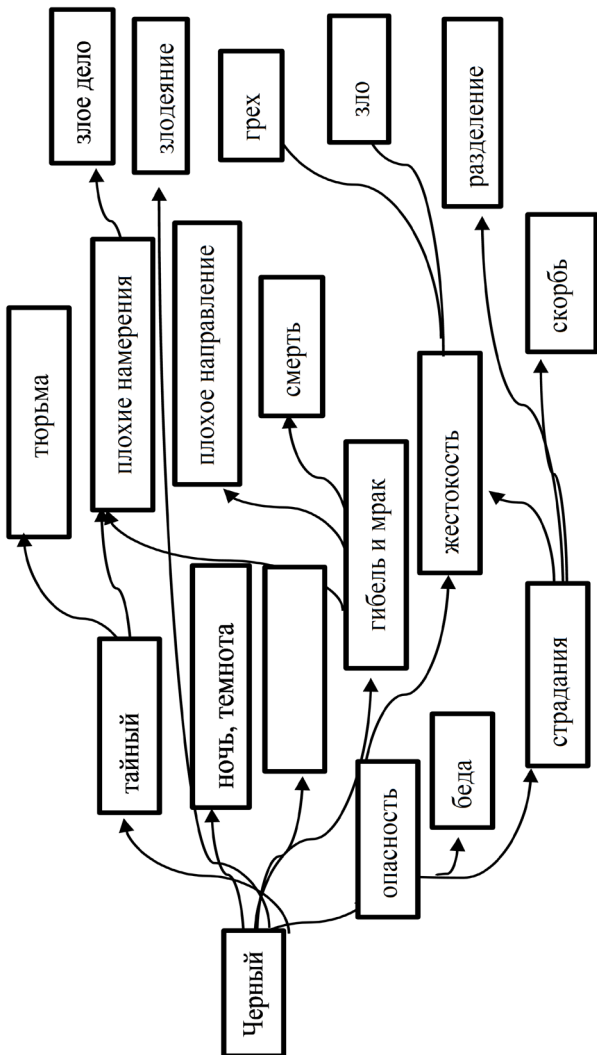 Черный
тайный
ночь, темнота
опасность
беда
страдания
тюрьма
плохие намерения
плохое направление
гибель и мрак
смерть
жестокость
скорбь
злое дело
злодеяние
грех
зло
разделение